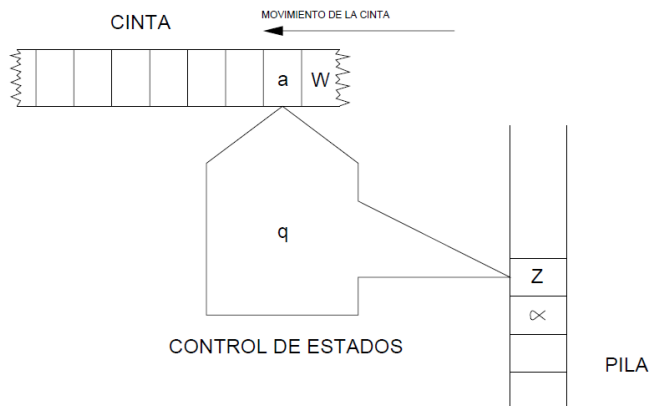 CINTA
MOVIMIENTO DE LA CINTA
a W
q
Z
∝
CONTROL DE ESTADOS
PILA